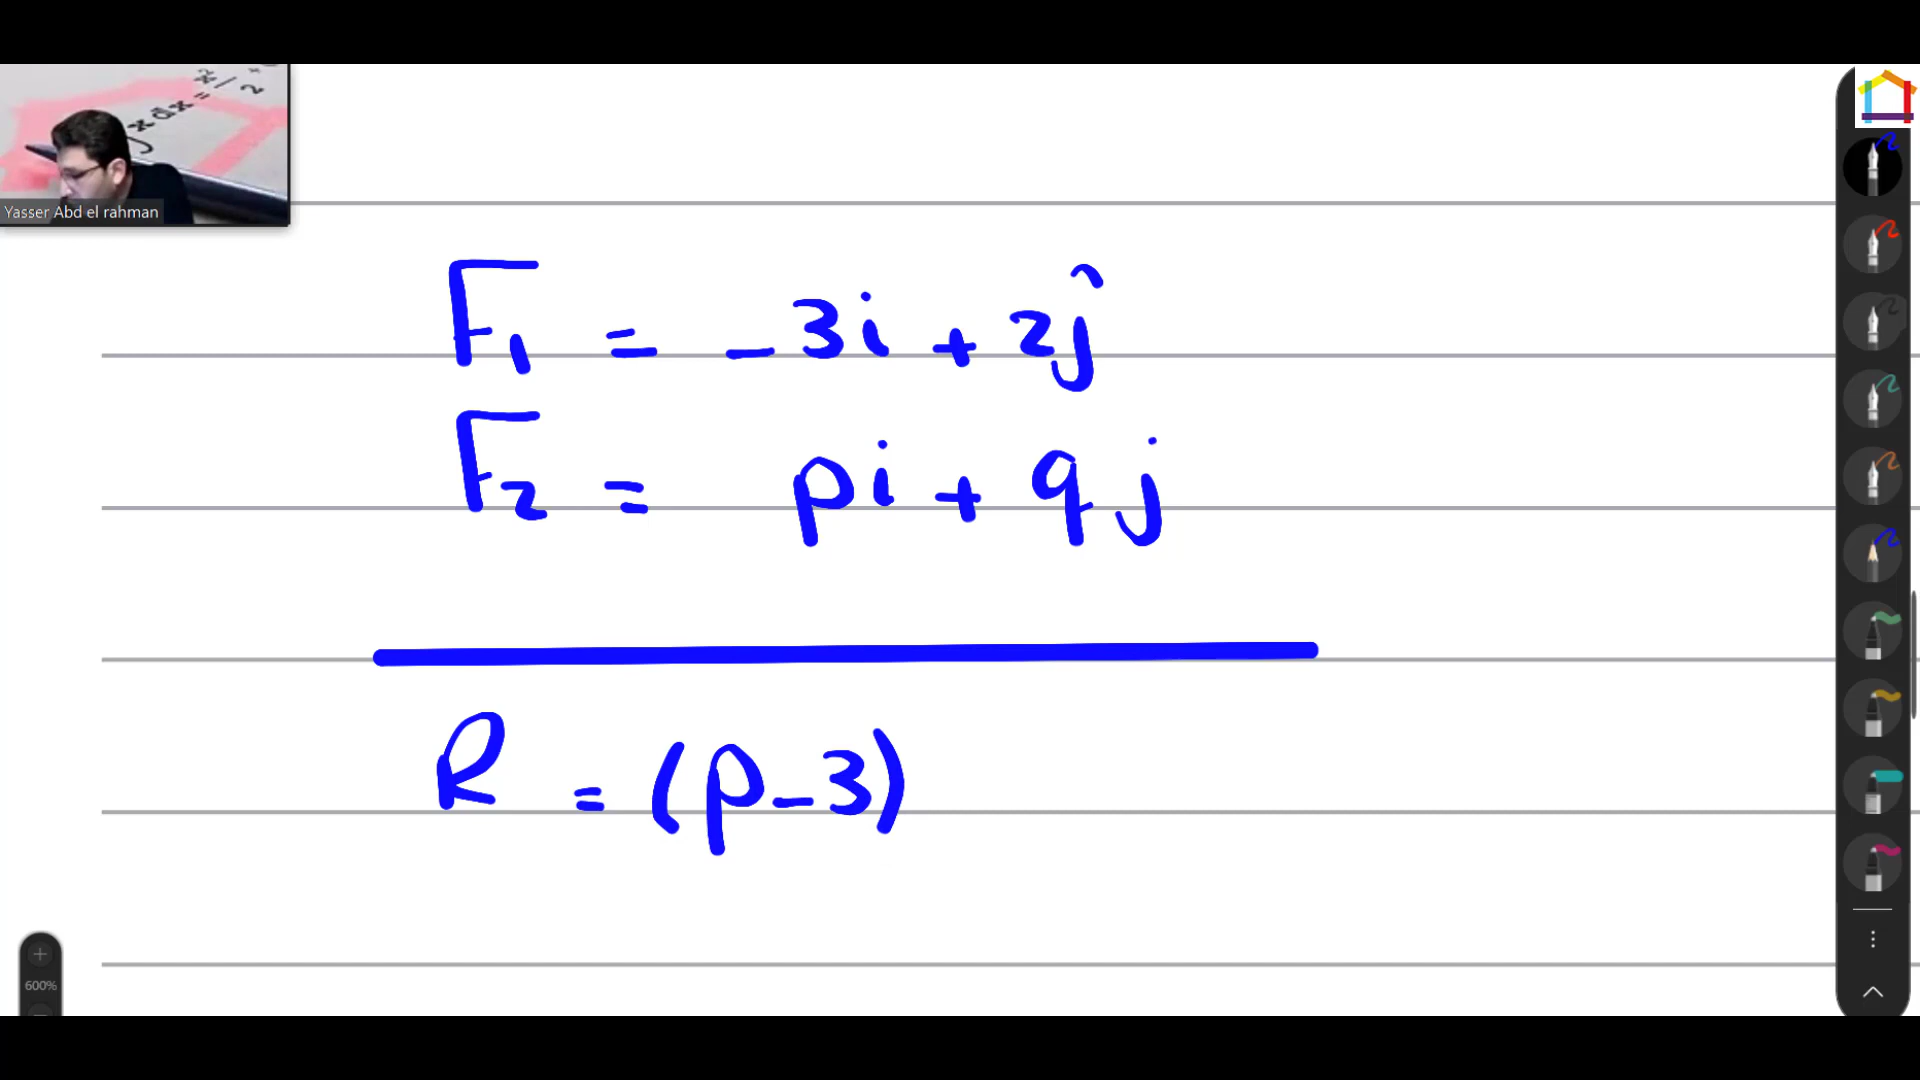 Yasser Abd el rahman
F₁ = - 3i + 2ĵ
F₂ = pi + qj
R = (p - 3)
600%